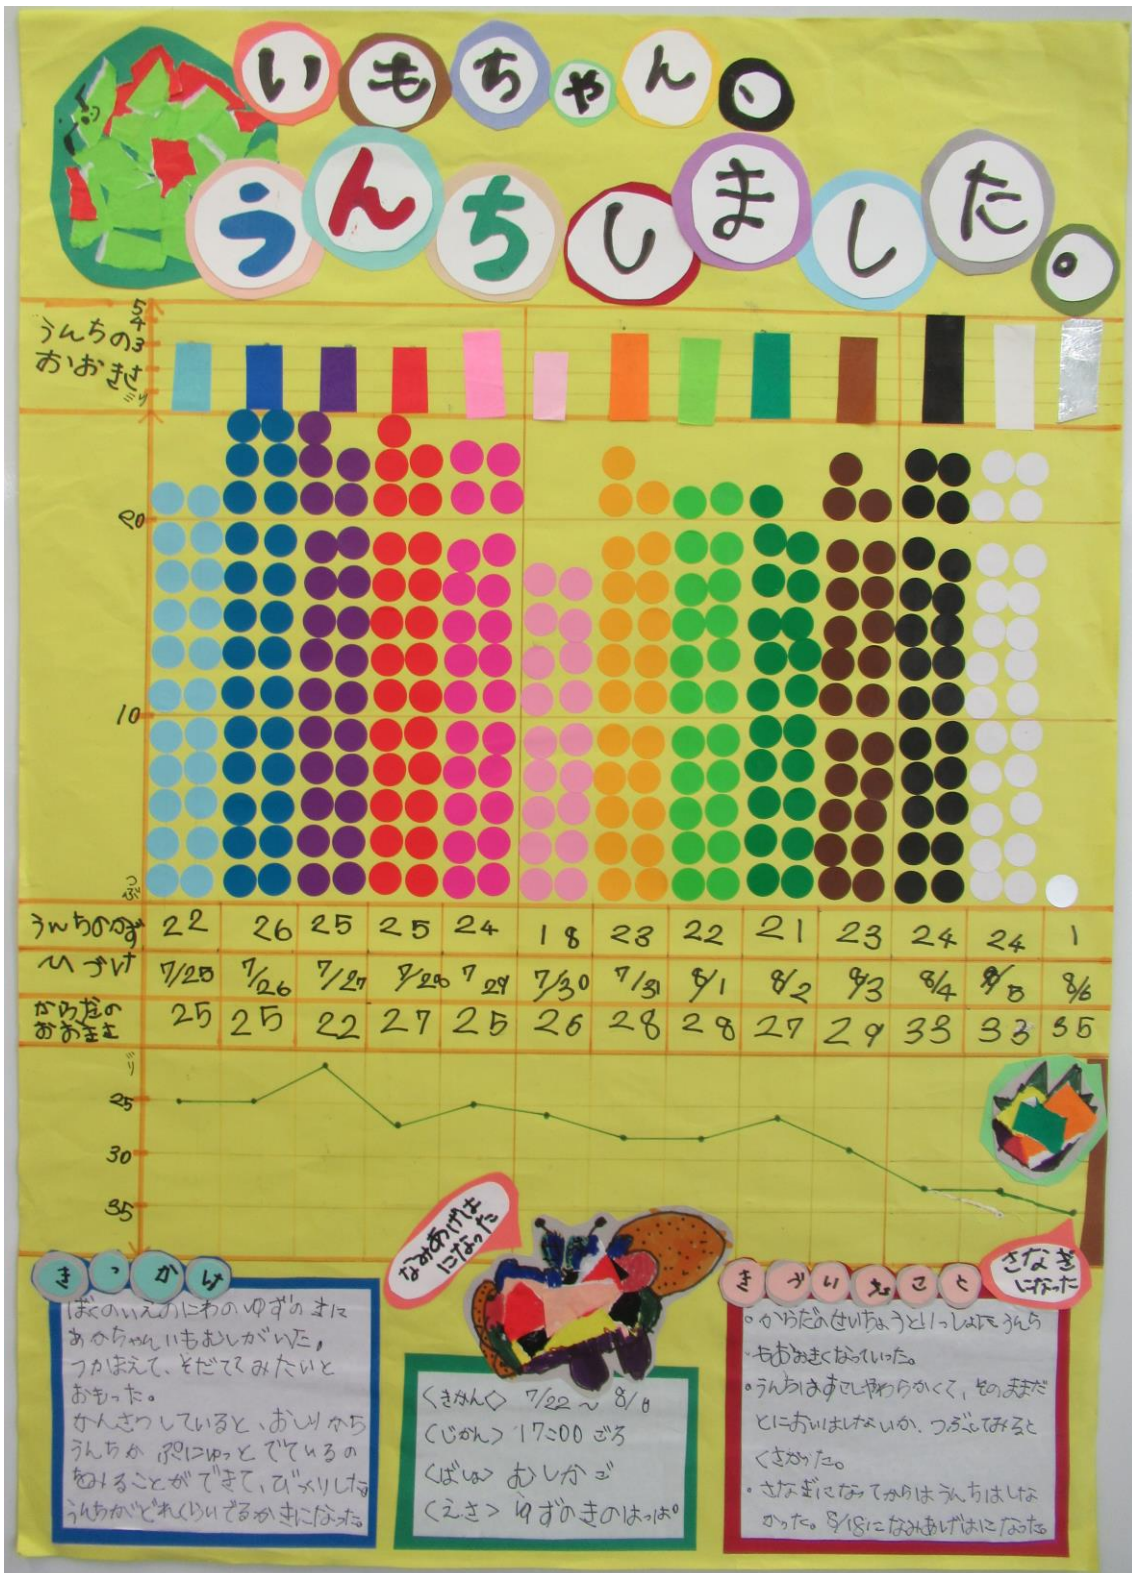 いもちゃん、
うんちしました。
うんちの
おおきさ
ミリ
5
4
3
20
10
つぶ
うんちのかず 22 26 25 25 24 18 23 22 21 23 24 24 1
ひづけ 7/25 7/26 7/27 7/28 7/29 7/30 7/31 8/1 8/2 8/3 8/4 8/5 8/6
からだの
おおきさ 25 25 22 27 25 26 28 28 27 29 33 33 35
ミリ
25
30
35
なみあげは
になった
さなぎ
になった
きっかけ
ぼくのいえのにわのゆずのきに
あかちゃんいもむしがいた。
つかまえて、そだててみたいと
おもった。
かんさつしていると、おしりから
うんちが ぷにゅっと でているの
をみることができて、びっくりした。
うんちがどれくらいでるかきになった。
<きかん> 7/22 ~ 8/6
<じかん> 17:00 ごろ
<ばしょ> むしかご
<えさ> ゆずのきのはっぱ。
きづいたこと
。からだのせいちょうといっしょにうんち
もおおきくなっていった。
。うんちはすこしやわらかくて、そのままだ
とにおいはしないが、つぶしてみると
くさかった。
・さなぎになってからはうんちはしな
かった。8/18になみあげはになった。